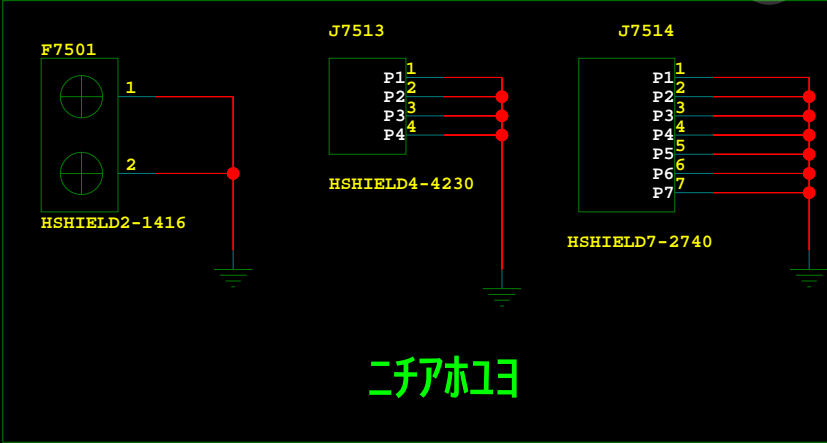 F7501
1
2
HSHIELD2-1416
J7513
P1 1
P2 2
P3 3
P4 4
HSHIELD4-4230
J7514
P1 1
P2 2
P3 3
P4 4
P5 5
P6 6
P7 7
HSHIELD7-2740
ニチアホユヨ